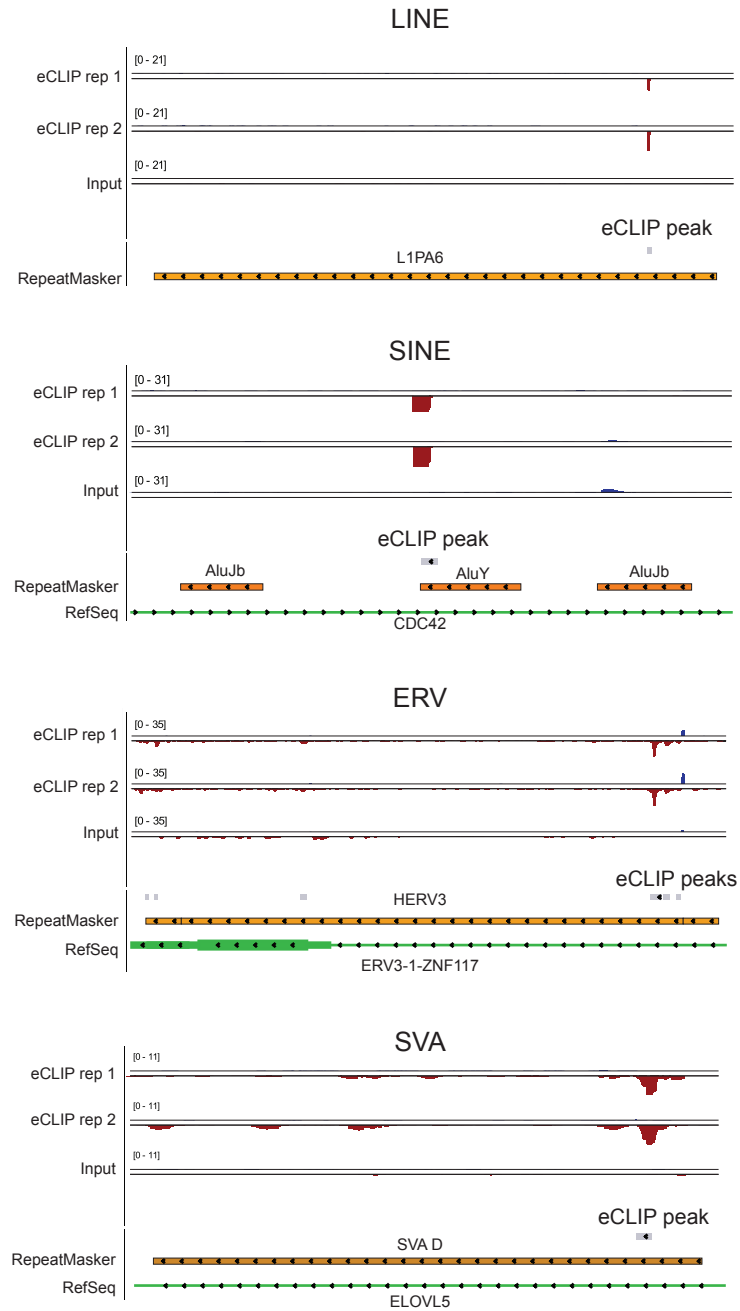 LINE
[0 - 21]
eCLIP rep 1
[0 - 21]
eCLIP rep 2
[0 - 21]
Input
eCLIP peak
L1PA6
RepeatMasker
SINE
[0 - 31]
eCLIP rep 1
[0 - 31]
eCLIP rep 2
[0 - 31]
Input
eCLIP peak
AluJb AluY AluJb
RepeatMasker
RefSeq
CDC42
ERV
[0 - 35]
eCLIP rep 1
[0 - 35]
eCLIP rep 2
[0 - 35]
Input
eCLIP peaks
HERV3
RepeatMasker
RefSeq
ERV3-1-ZNF117
SVA
[0 - 11]
eCLIP rep 1
[0 - 11]
eCLIP rep 2
[0 - 11]
Input
eCLIP peak
SVA D
RepeatMasker
RefSeq
ELOVL5